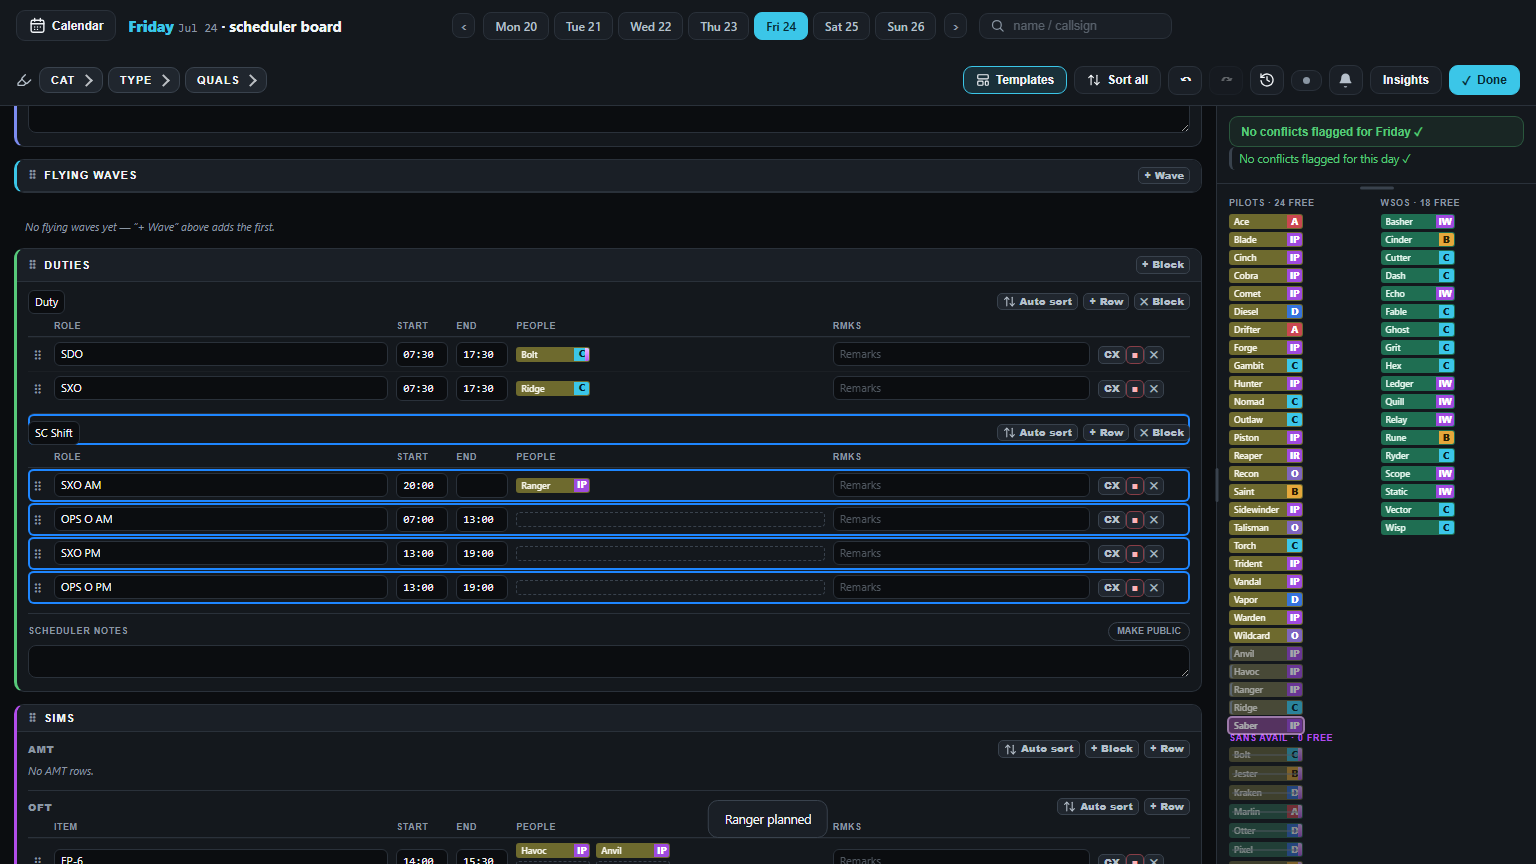 Calendar
Friday Jul 24 · scheduler board
‹ Mon 20 Tue 21 Wed 22 Thu 23 Fri 24 Sat 25 Sun 26 ›
name / callsign
CAT TYPE QUALS
Templates Sort all Insights ✓ Done
No conflicts flagged for Friday ✓
No conflicts flagged for this day ✓
FLYING WAVES
+ Wave
No flying waves yet — "+ Wave" above adds the first.
DUTIES
+ Block
Duty
Auto sort + Row × Block
ROLE START END PEOPLE RMKS
SDO 07:30 17:30 Bolt C Remarks CX ■ ×
SXO 07:30 17:30 Ridge C Remarks CX ■ ×
SC Shift
Auto sort + Row × Block
ROLE START END PEOPLE RMKS
SXO AM 20:00 Ranger IP Remarks CX ■ ×
OPS O AM 07:00 13:00 Remarks CX ■ ×
SXO PM 13:00 19:00 Remarks CX ■ ×
OPS O PM 13:00 19:00 Remarks CX ■ ×
SCHEDULER NOTES
MAKE PUBLIC
SIMS
AMT
Auto sort + Block + Row
No AMT rows.
OFT
Auto sort + Row
ITEM START END PEOPLE RMKS
EP-6 14:00 15:30 Havoc IP Anvil IP Remarks CX ■ ×
Ranger planned
PILOTS · 24 FREE
Ace A
Blade IP
Cinch IP
Cobra IP
Comet IP
Diesel D
Drifter A
Forge IP
Gambit C
Hunter IP
Nomad C
Outlaw C
Piston IP
Reaper IR
Recon O
Saint B
Sidewinder IP
Talisman O
Torch C
Trident IP
Vandal IP
Vapor D
Warden IP
Wildcard O
Anvil IP
Havoc IP
Ranger IP
Ridge C
Saber IP
SANS AVAIL · 0 FREE
Bolt C
Jester B
Kraken D
Marlin A
Otter D
Pixel D
WSOS · 18 FREE
Basher IW
Cinder B
Cutter C
Dash C
Echo IW
Fable C
Ghost C
Grit C
Hex C
Ledger IW
Quill IW
Relay IW
Rune B
Ryder C
Scope IW
Static IW
Vector C
Wisp C